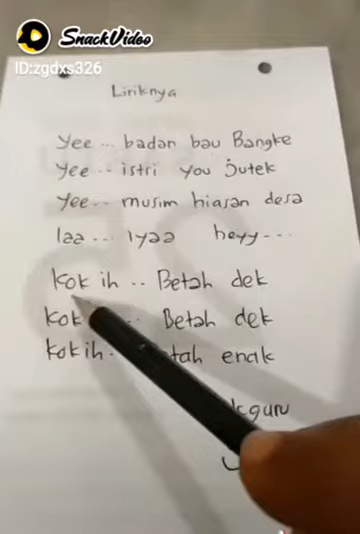 SnackVideo
ID:zgdxs326
Liriknya
Yee... badan bau Bangke
Yee... istri you Jutek
Yee... musim hiasan desa
Iaa... Iyaa heyy---
Kok ih .. Betah dek
Kok Betah dek
Kok ih. tah enak
guru